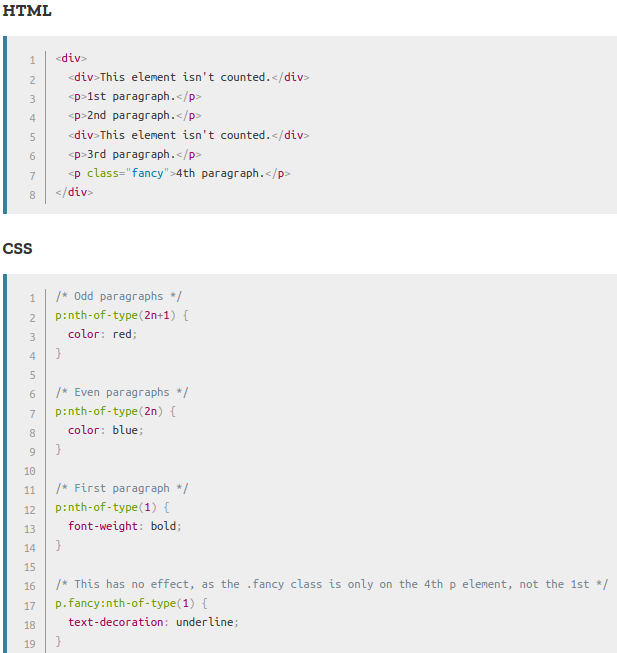 HTML
1 <div>
2   <div>This element isn't counted.</div>
3   <p>1st paragraph.</p>
4   <p>2nd paragraph.</p>
5   <div>This element isn't counted.</div>
6   <p>3rd paragraph.</p>
7   <p class="fancy">4th paragraph.</p>
8 </div>
CSS
1 /* Odd paragraphs */
2 p:nth-of-type(2n+1) {
3   color: red;
4 }
5
6 /* Even paragraphs */
7 p:nth-of-type(2n) {
8   color: blue;
9 }
10
11 /* First paragraph */
12 p:nth-of-type(1) {
13   font-weight: bold;
14 }
15
16 /* This has no effect, as the .fancy class is only on the 4th p element, not the 1st */
17 p.fancy:nth-of-type(1) {
18   text-decoration: underline;
19 }